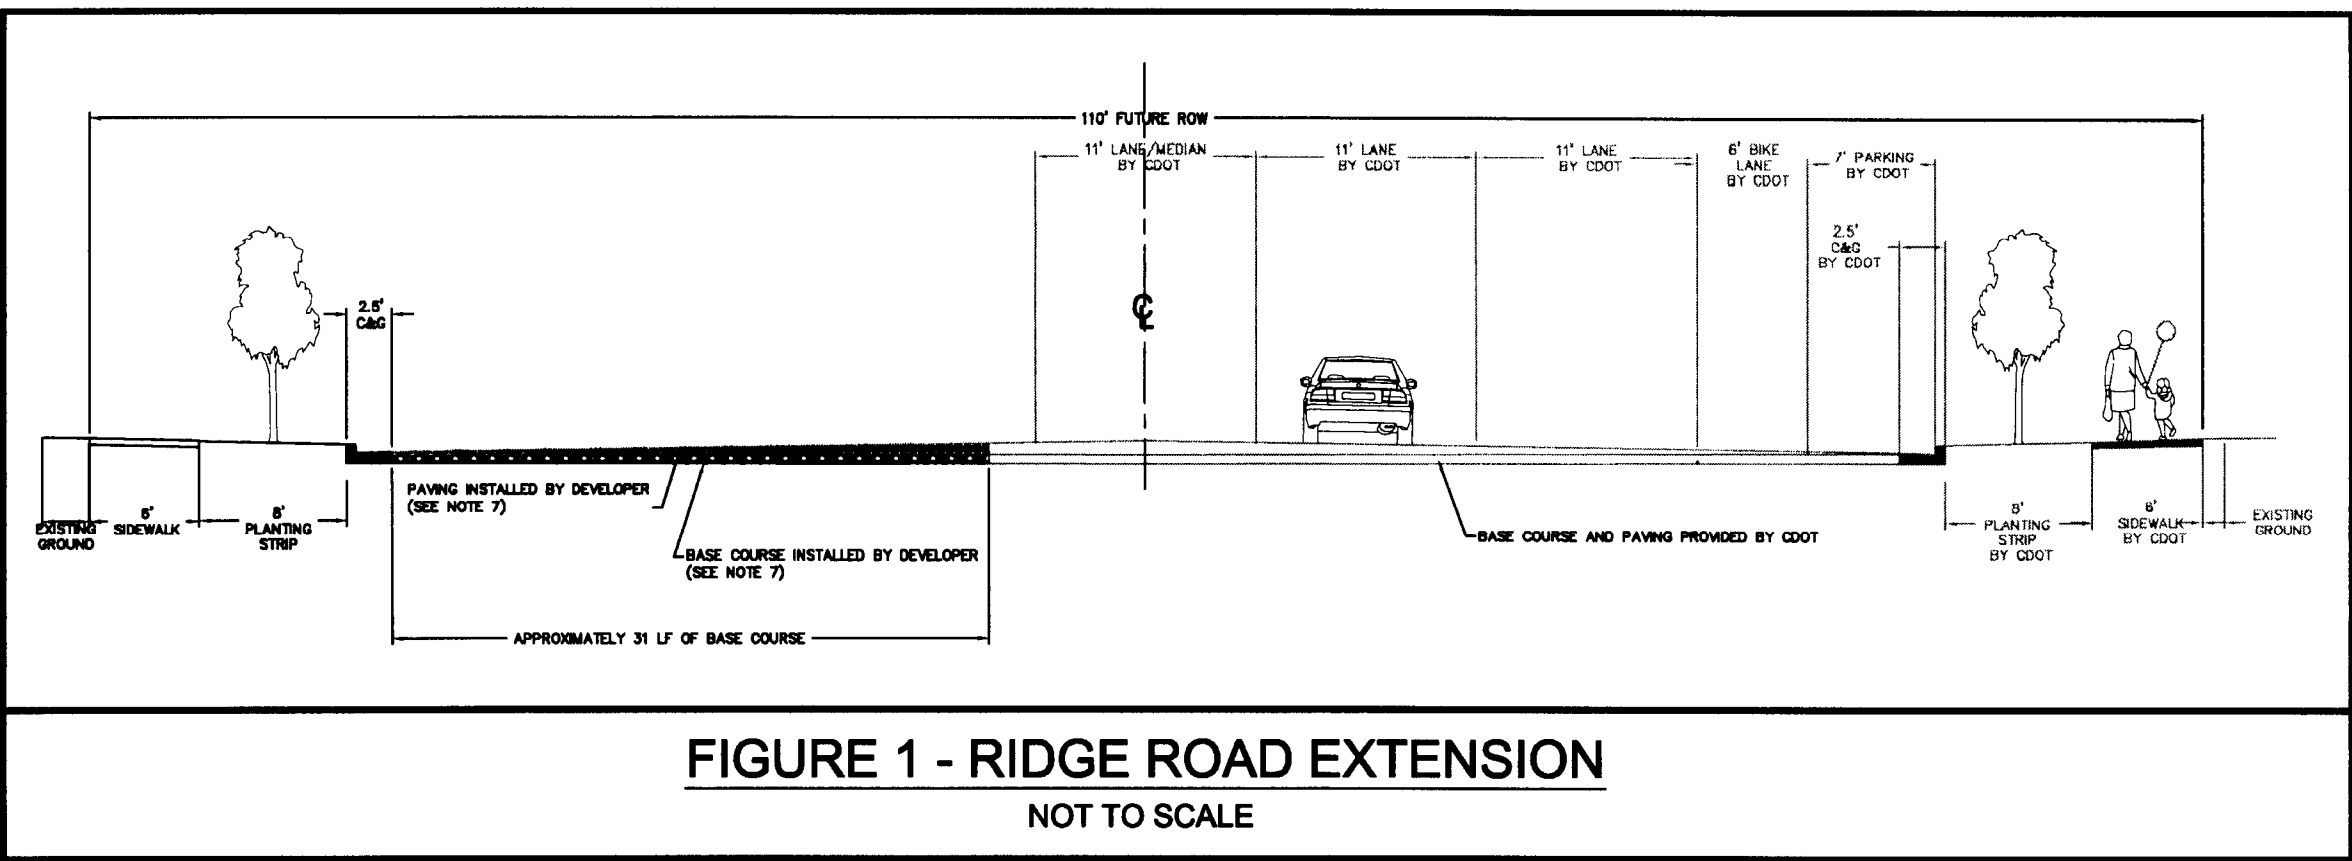 110' FUTURE ROW
11' LANE/MEDIAN
BY CDOT
11' LANE
BY CDOT
11' LANE
BY CDOT
6' BIKE
LANE
BY CDOT
7' PARKING
BY CDOT
2.5'
C&G
BY CDOT
2.5'
C&G
CL
PAVING INSTALLED BY DEVELOPER
(SEE NOTE 7)
EXISTING
GROUND
6'
SIDEWALK
8'
PLANTING
STRIP
BASE COURSE INSTALLED BY DEVELOPER
(SEE NOTE 7)
BASE COURSE AND PAVING PROVIDED BY CDOT
8'
PLANTING
STRIP
BY CDOT
6'
SIDEWALK
BY CDOT
EXISTING
GROUND
APPROXIMATELY 31 LF OF BASE COURSE
FIGURE 1 - RIDGE ROAD EXTENSION
NOT TO SCALE